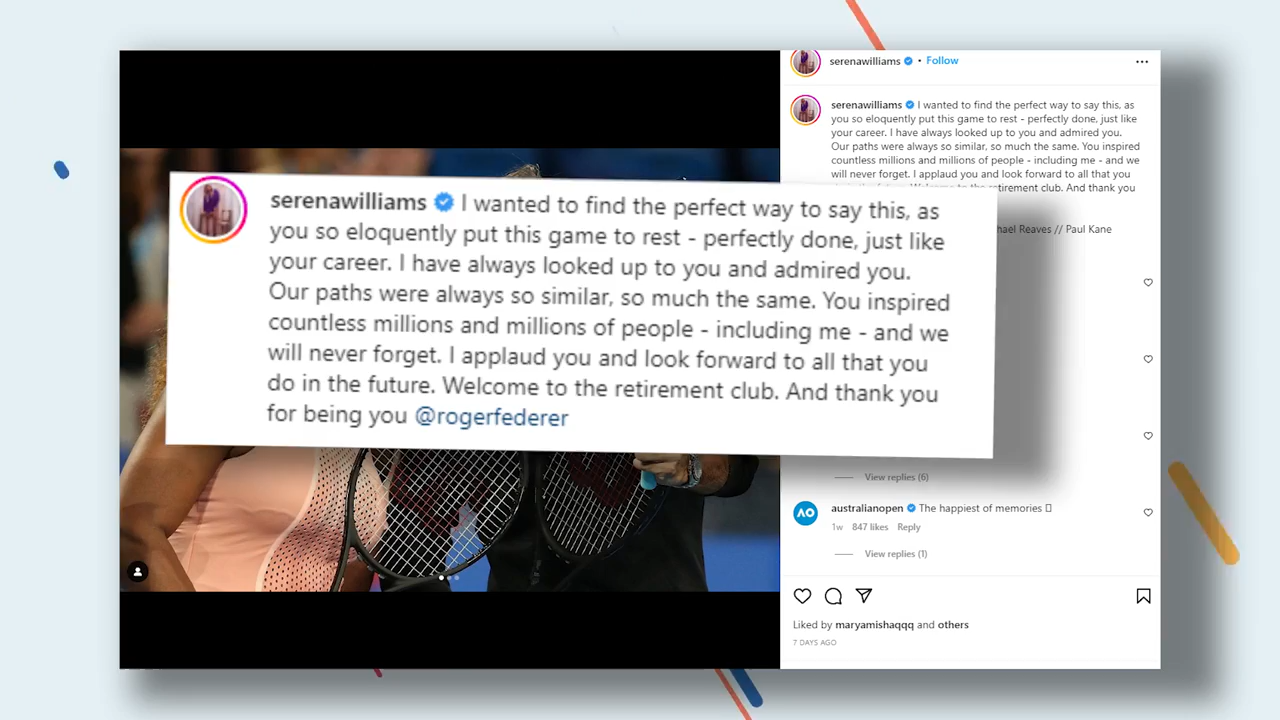 serenawilliams • Follow
serenawilliams I wanted to find the perfect way to say this, as
you so eloquently put this game to rest - perfectly done, just like
your career. I have always looked up to you and admired you.
Our paths were always so similar, so much the same. You inspired
countless millions and millions of people - including me - and we
will never forget. I applaud you and look forward to all that you
retirement club. And thank you
Reaves // Paul Kane
serenawilliams I wanted to find the perfect way to say this, as
you so eloquently put this game to rest - perfectly done, just like
your career. I have always looked up to you and admired you.
Our paths were always so similar, so much the same. You inspired
countless millions and millions of people - including me - and we
will never forget. I applaud you and look forward to all that you
do in the future. Welcome to the retirement club. And thank you
for being you @rogerfederer
View replies (6)
AO
australianopen The happiest of memories
1w 847 likes Reply
View replies (1)
Liked by maryamishaqqq and others
7 DAYS AGO